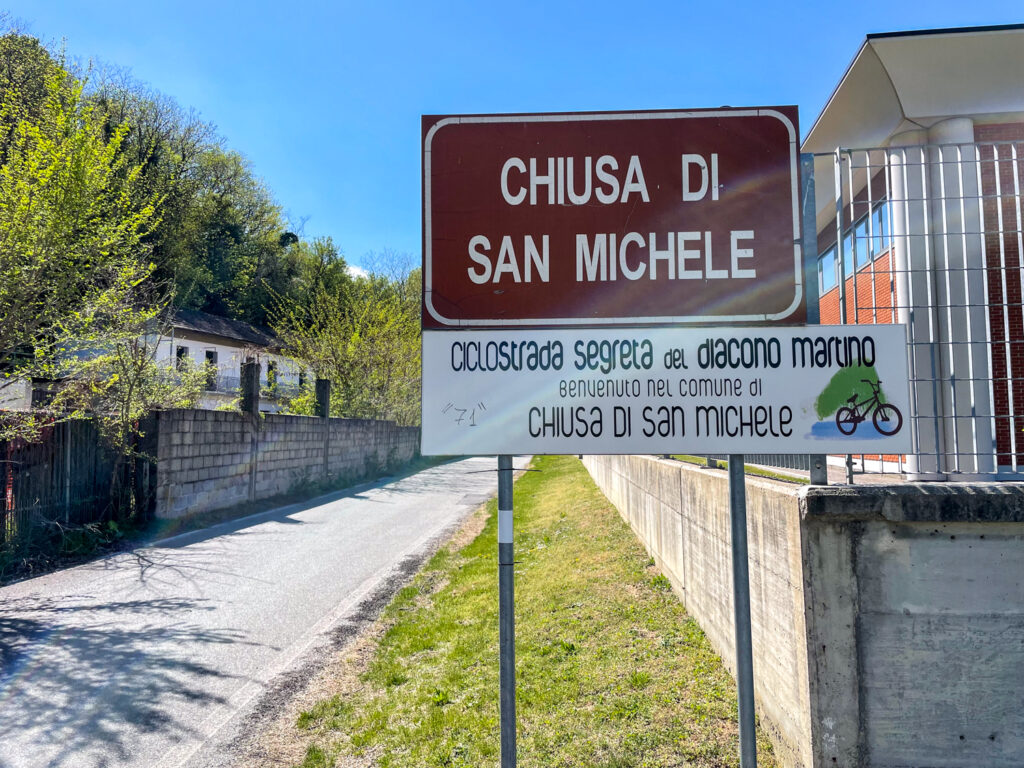 CHIUSA DI
SAN MICHELE
CICLOSTRADA SEGRETA DEL DIACONO MARTINO
BENVENUTO NEL COMUNE DI
"71"
CHIUSA DI SAN MICHELE